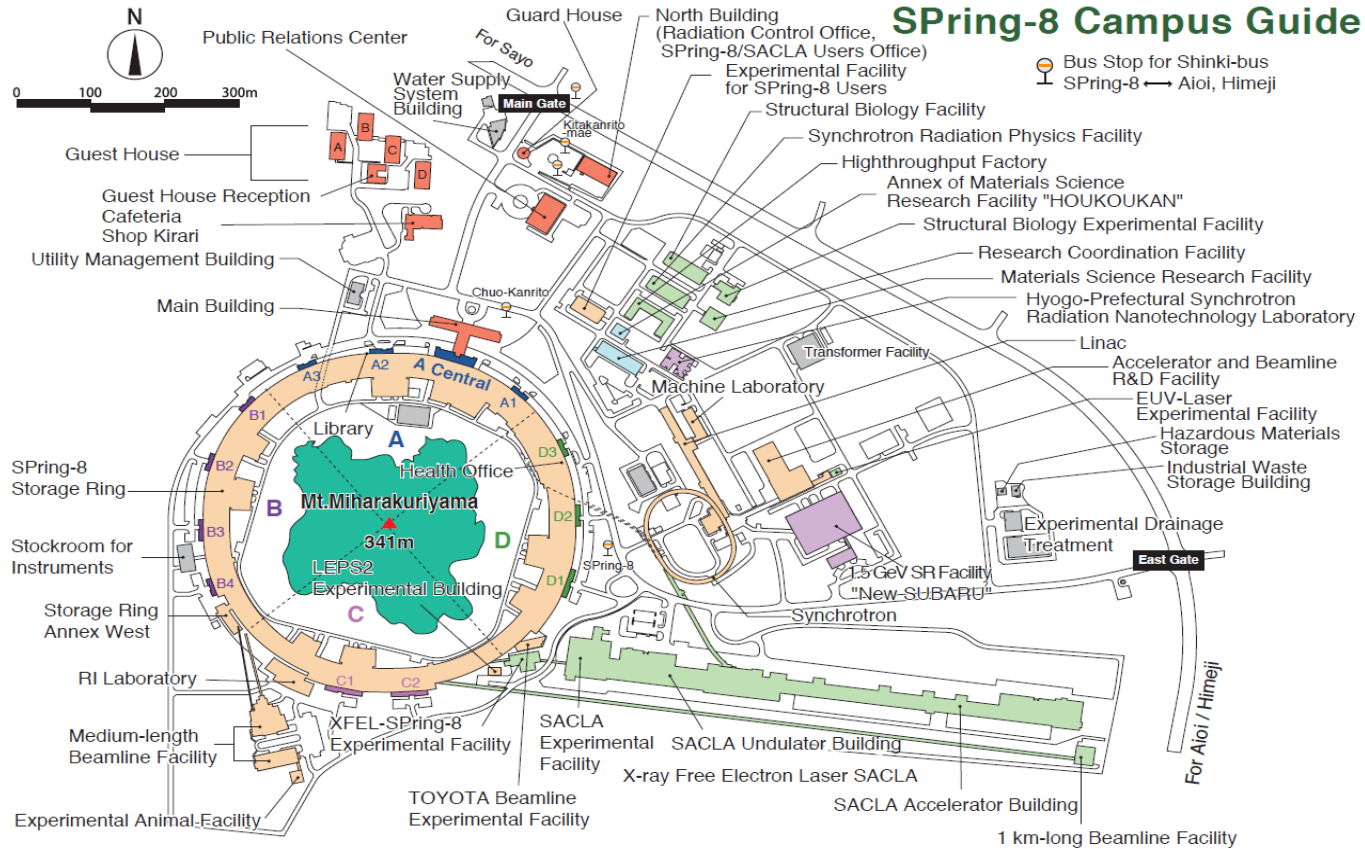 SPring-8 Campus Guide
N
0 100 200 300m
Bus Stop for Shinki-bus
SPring-8 ⟷ Aioi, Himeji
Guard House
North Building
(Radiation Control Office,
SPring-8/SACLA Users Office)
Public Relations Center
For Sayo
Water Supply
System
Building
Main Gate
Kitakanrito
-mae
Experimental Facility
for SPring-8 Users
Structural Biology Facility
Synchrotron Radiation Physics Facility
Highthroughput Factory
Annex of Materials Science
Research Facility "HOUKOUKAN"
Structural Biology Experimental Facility
Research Coordination Facility
Materials Science Research Facility
Hyogo-Prefectural Synchrotron
Radiation Nanotechnology Laboratory
Linac
Accelerator and Beamline
R&D Facility
EUV-Laser
Experimental Facility
Hazardous Materials
Storage
Industrial Waste
Storage Building
Guest House
A
B
C
D
Guest House Reception
Cafeteria
Shop Kirari
Utility Management Building
Main Building
Chuo-Kanrito
Transformer Facility
Machine Laboratory
A3
A2
A Central
A1
B1
Library
A
Health Office
D3
SPring-8
Storage Ring
B2
Mt.Miharakuriyama
B
341m
D
D2
B3
Stockroom for
Instruments
LEPS2
Experimental Building
SPring-8
D1
B4
C
Storage Ring
Annex West
RI Laboratory
C1
C2
Experimental Drainage
Treatment
East Gate
1.5 GeV SR Facility
"New SUBARU"
Synchrotron
Medium-length
Beamline Facility
XFEL-SPring-8
Experimental Facility
SACLA
Experimental
Facility
SACLA Undulator Building
X-ray Free Electron Laser SACLA
For Aioi / Himeji
TOYOTA Beamline
Experimental Facility
SACLA Accelerator Building
Experimental Animal Facility
1 km-long Beamline Facility